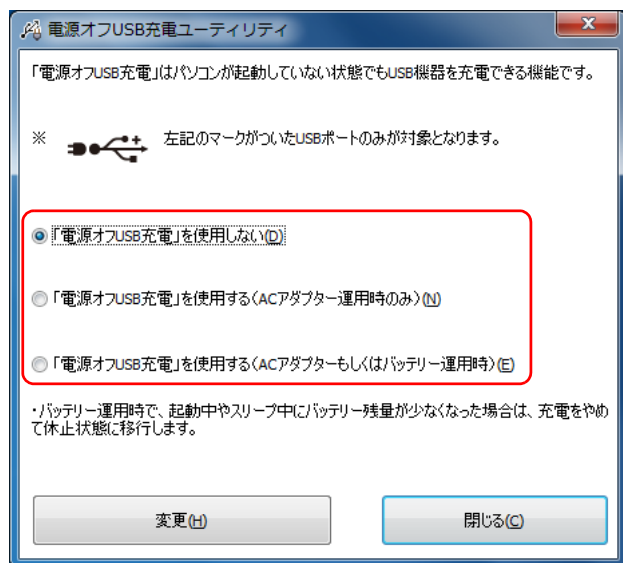 電源オフUSB充電ユーティリティ
「電源オフUSB充電」はパソコンが起動していない状態でもUSB機器を充電できる機能です。
※ 左記のマークがついたUSBポートのみが対象となります。
「電源オフUSB充電」を使用しない(D)
「電源オフUSB充電」を使用する(ACアダプター運用時のみ)(N)
「電源オフUSB充電」を使用する(ACアダプターもしくはバッテリー運用時)(E)
・バッテリー運用時で、起動中やスリープ中にバッテリー残量が少なくなった場合は、充電をやめ
て休止状態に移行します。
変更(H) 閉じる(C)